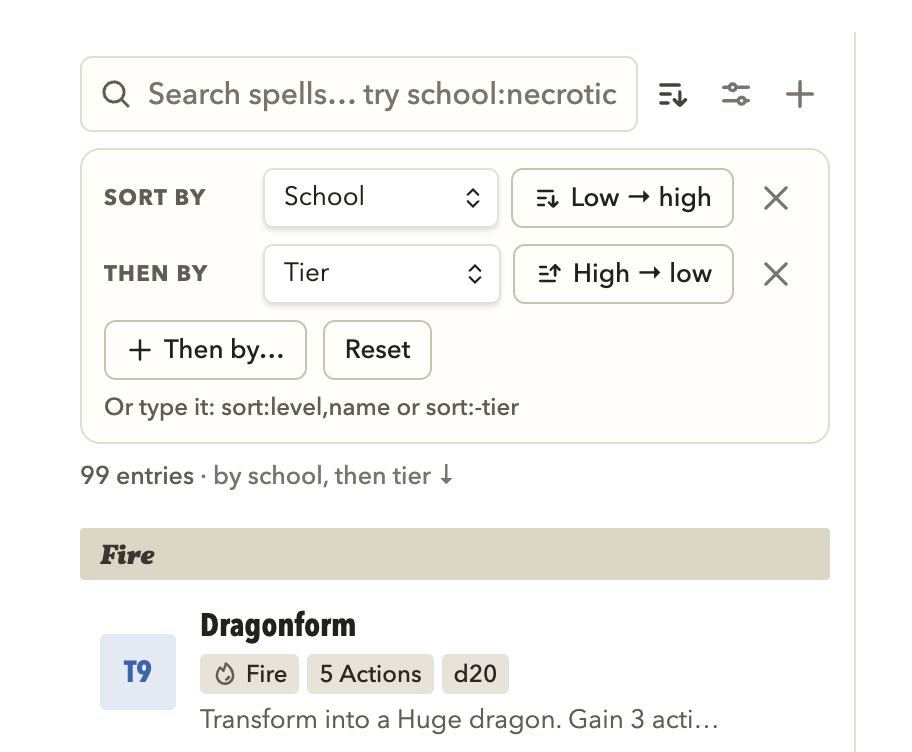 Search spells... try school:necrotic
SORT BY School Low → high
THEN BY Tier High → low
Then by... Reset
Or type it: sort:level,name or sort:-tier
99 entries · by school, then tier ↓
Fire
Dragonform
T9
Fire 5 Actions d20
Transform into a Huge dragon. Gain 3 acti...